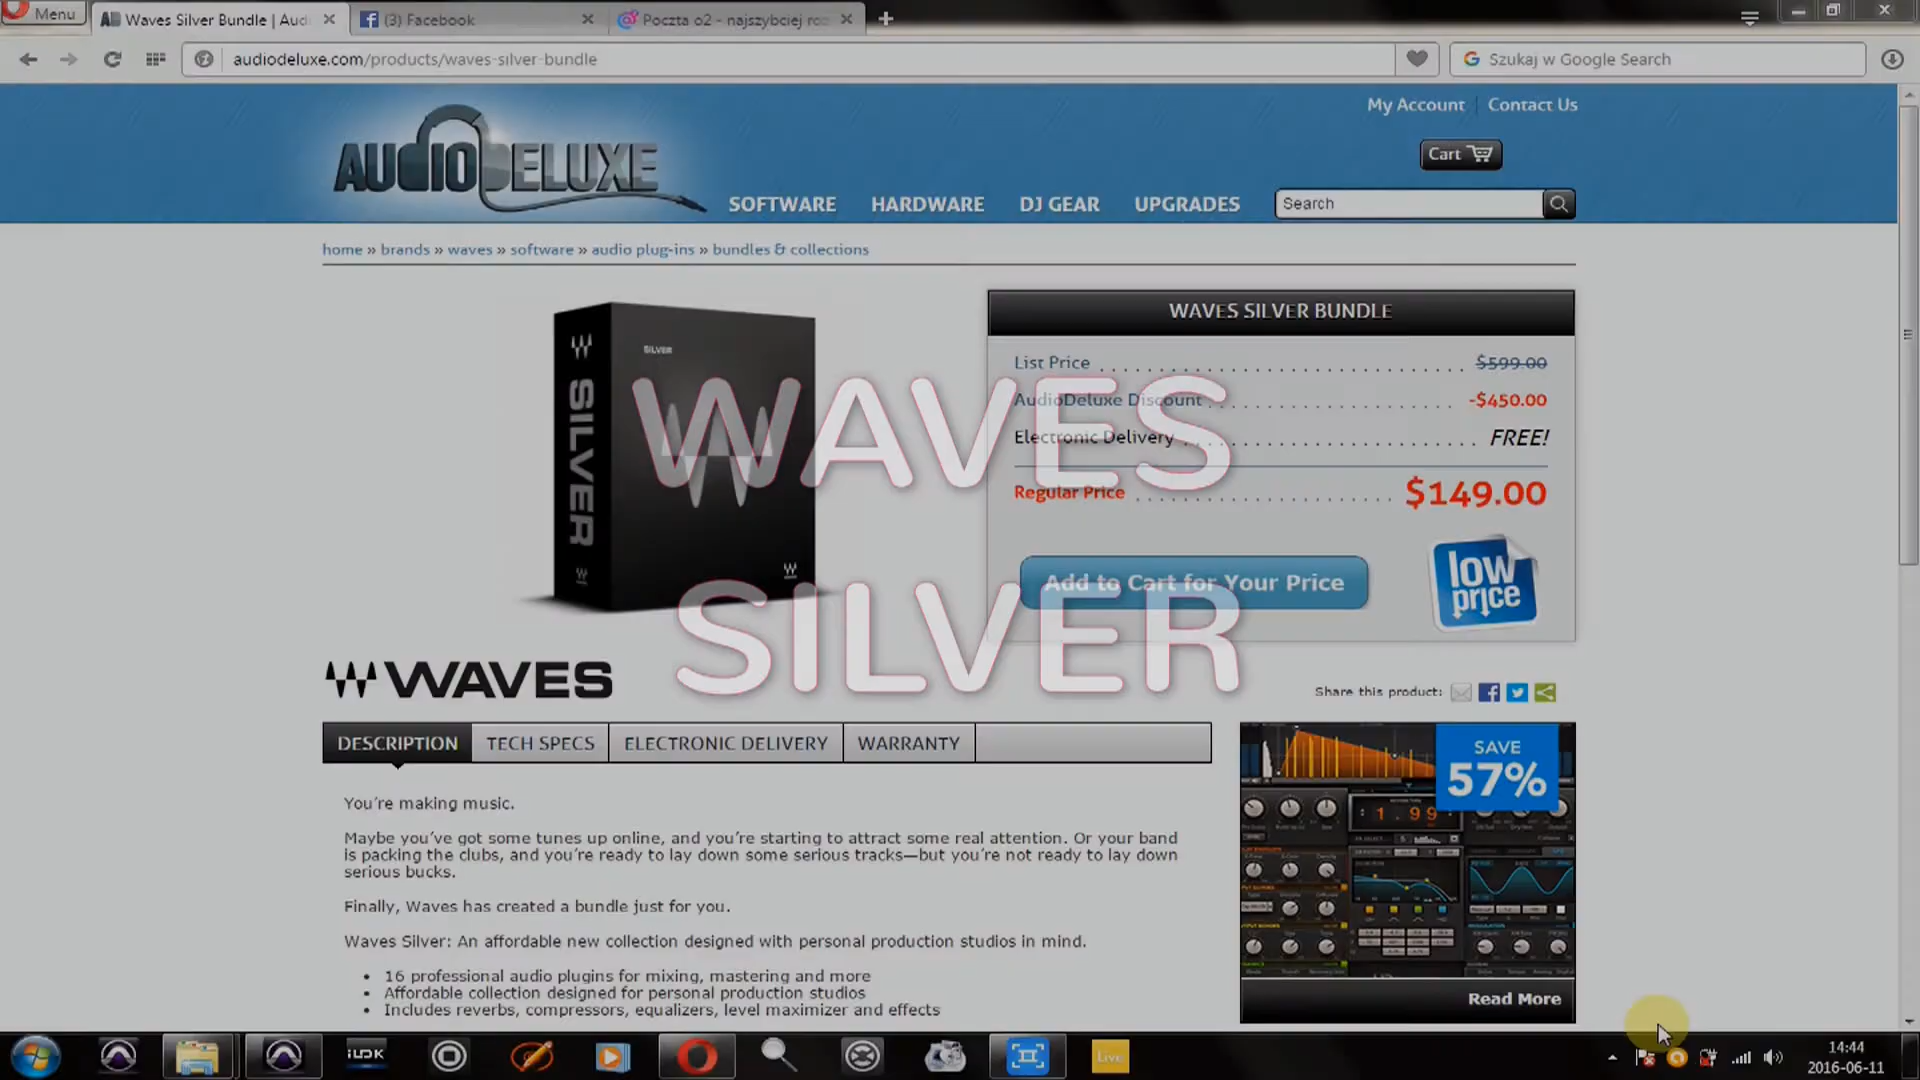 Menu
Waves Silver Bundle | Aud
(3) Facebook
Poczta o2 - najszybciej roz
audiodeluxe.com/products/waves-silver-bundle
Szukaj w Google Search
AUDIODELUXE
My Account
Contact Us
Cart
SOFTWARE
HARDWARE
DJ GEAR
UPGRADES
Search
home » brands » waves » software » audio plug-ins » bundles & collections
SILVER
SILVER
WAVES SILVER BUNDLE
List Price $599.00
AudioDeluxe Discount -$450.00
Electronic Delivery FREE!
Regular Price $149.00
Add to Cart for Your Price
low price
WAVES
SILVER
WAVES
Share this product:
DESCRIPTION
TECH SPECS
ELECTRONIC DELIVERY
WARRANTY
You're making music.
Maybe you've got some tunes up online, and you're starting to attract some real attention. Or your band
is packing the clubs, and you're ready to lay down some serious tracks—but you're not ready to lay down
serious bucks.
Finally, Waves has created a bundle just for you.
Waves Silver: An affordable new collection designed with personal production studios in mind.
• 16 professional audio plugins for mixing, mastering and more
• Affordable collection designed for personal production studios
• Includes reverbs, compressors, equalizers, level maximizer and effects
SAVE
57%
1.99
Read More
iLOK
Live
14:44
2016-06-11